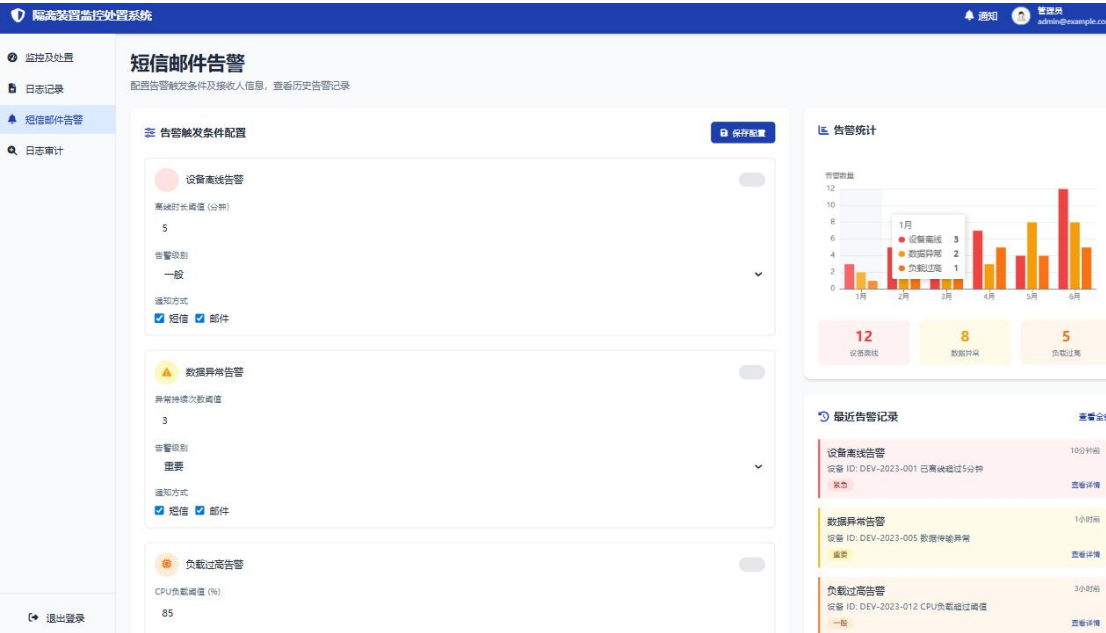 隔离装置监控处置系统
通知
管理员
admin@example.co
监控及处置
日志记录
短信邮件告警
日志审计
退出登录
短信邮件告警
配置告警触发条件及接收人信息，查看历史告警记录
告警触发条件配置
保存配置
设备离线告警
离线时长阈值 (分钟)
5
告警级别
一般
通知方式
短信 邮件
数据异常告警
异常持续次数阈值
3
告警级别
重要
通知方式
短信 邮件
负载过高告警
CPU负载阈值 (%)
85
告警统计
告警数量
12
10
8
6
4
2
0
1月
设备离线 3
数据异常 2
负载过高 1
1月 2月 3月 4月 5月 6月
12 8 5
设备离线 数据异常 负载过高
最近告警记录
查看全
设备离线告警 10分钟前
设备 ID: DEV-2023-001 已离线超过5分钟
紧急 查看详情
数据异常告警 1小时前
设备 ID: DEV-2023-005 数据传输异常
重要 查看详情
负载过高告警 3小时前
设备 ID: DEV-2023-012 CPU负载超过阈值
一般 查看详情